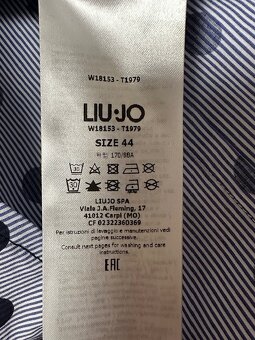 W18153 - T1979
LIU·JO
W18153 - T1979
SIZE 44
170/88A
LIUJO SPA
Viale J.A.Fleming, 17
41012 Carpi (MO)
CF 02322360369
Per istruzioni di lavaggio e manutenzioni vedi
pagine successive.
Consult next pages for washing and care
instructions.
EAC